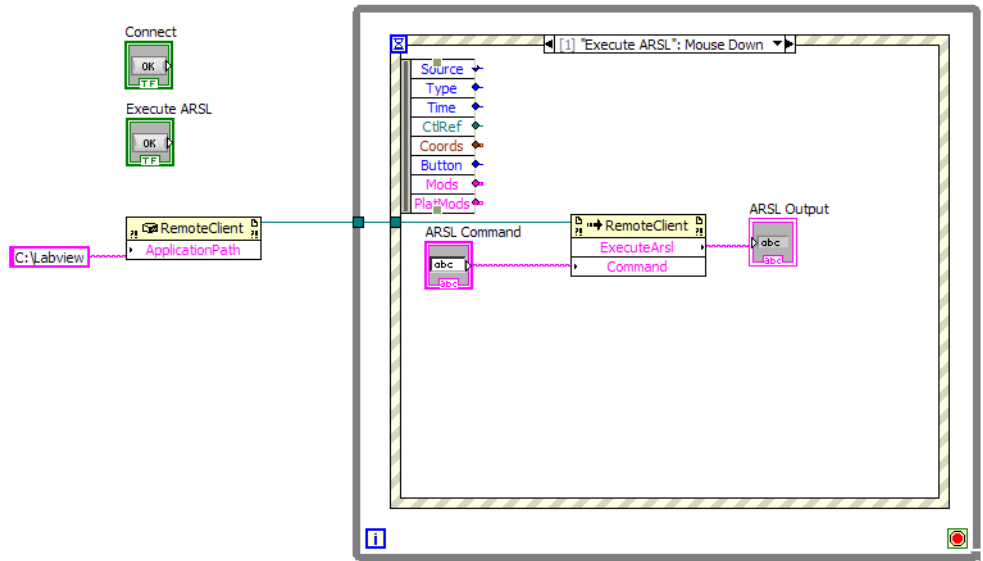 Connect
OK
TF
Execute ARSL
OK
TF
[1] "Execute ARSL": Mouse Down
Source
Type
Time
CtlRef
Coords
Button
Mods
PlatMods
RemoteClient
ApplicationPath
C:\Labview
ARSL Command
abc
abc
RemoteClient
ExecuteArsl
Command
ARSL Output
abc
abc
i